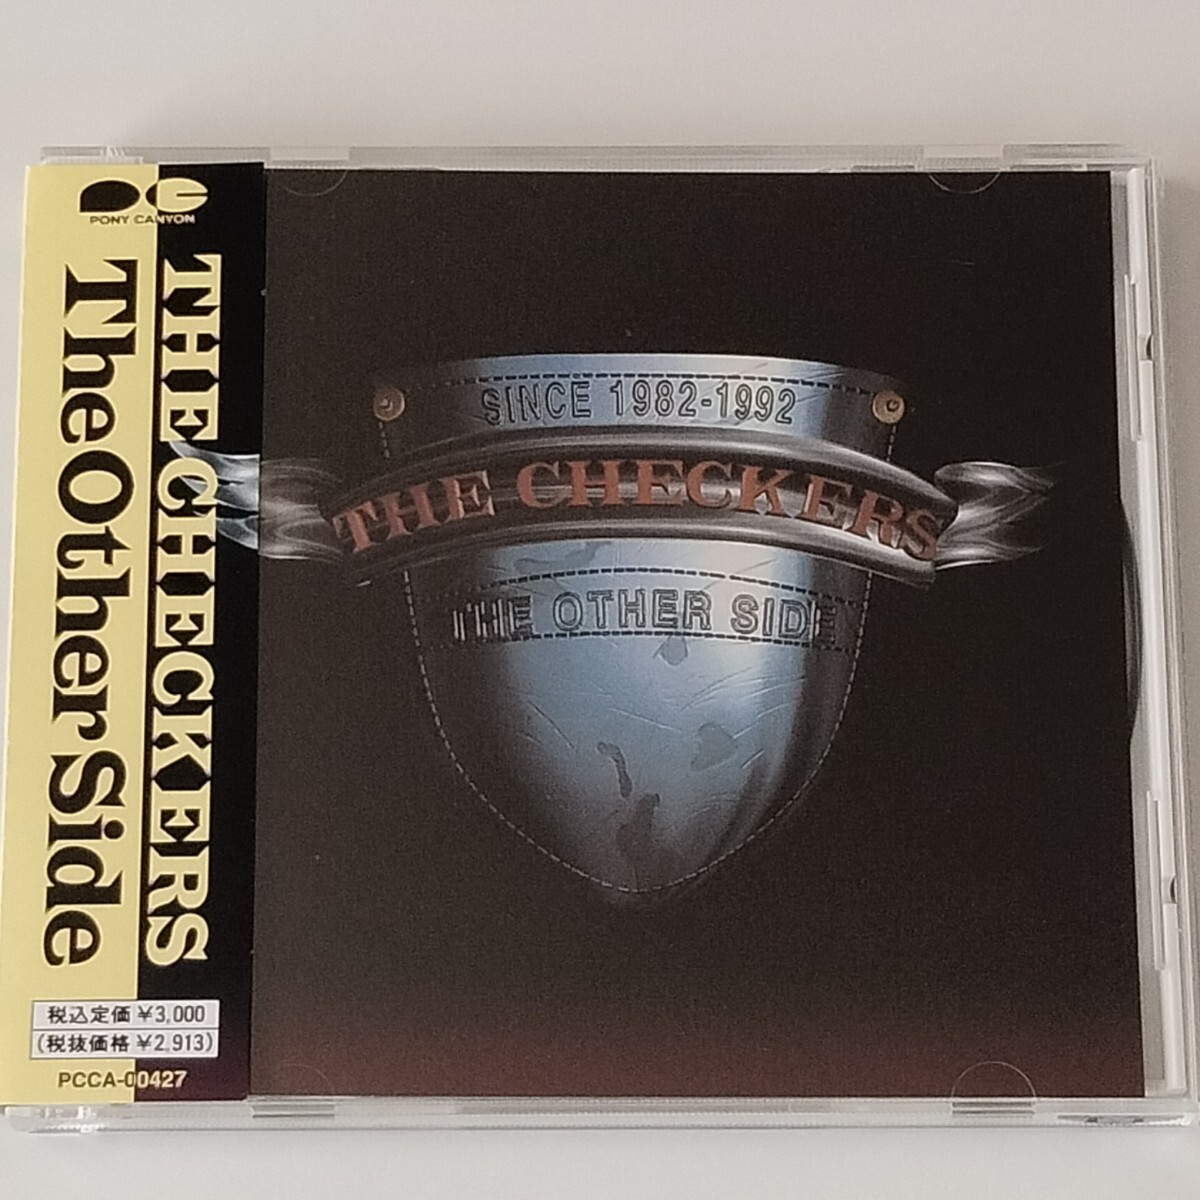 PONY CANYON
THE CHECKERS
The Other Side
税込定価¥3,000
(税抜価格¥2,913)
PCCA-00427
SINCE 1982-1992
THE CHECKERS
THE OTHER SIDE